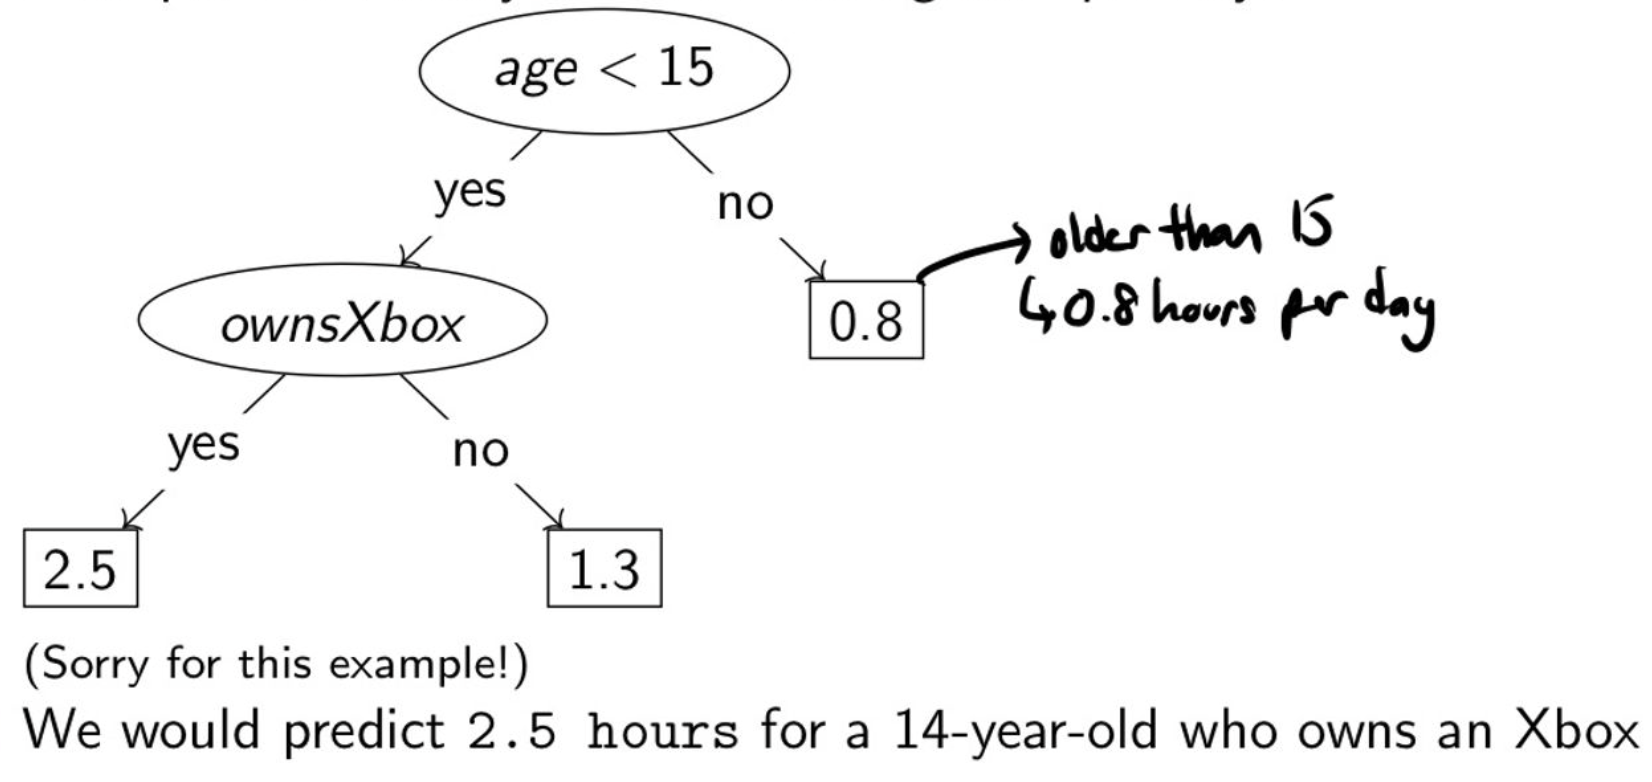 age < 15
yes
no
older than 15
↳ 0.8 hours per day
ownsXbox
0.8
yes
no
2.5
1.3
(Sorry for this example!)
We would predict 2.5 hours for a 14-year-old who owns an Xbox